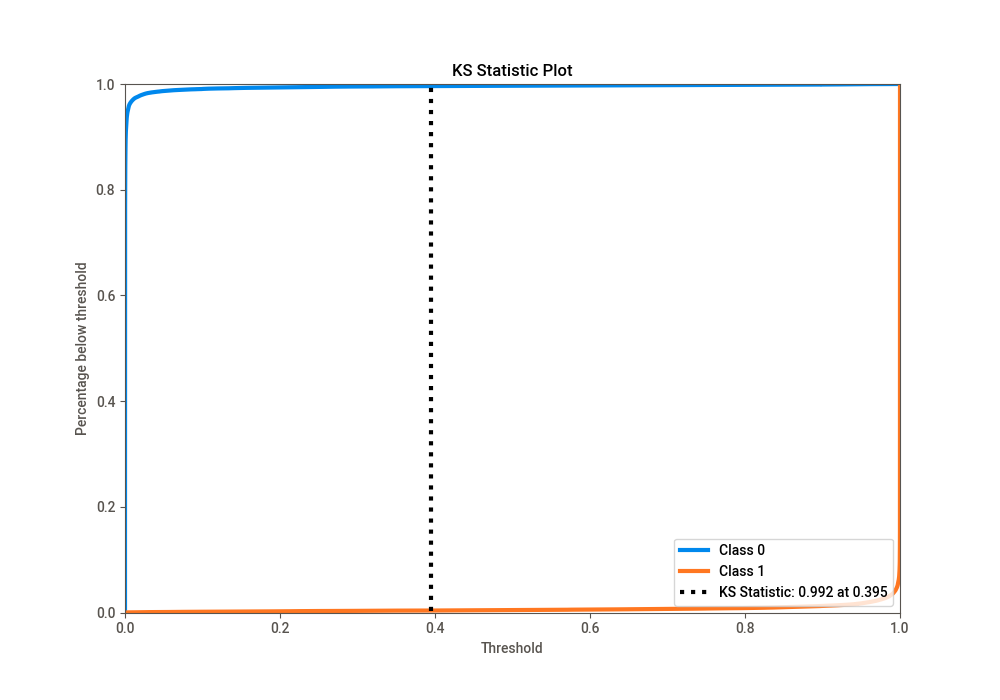 KS Statistic Plot
1.0
0.8
0.6
0.4
0.2
0.0
Percentage below threshold
0.0 0.2 0.4 0.6 0.8 1.0
Threshold
Class 0
Class 1
KS Statistic: 0.992 at 0.395